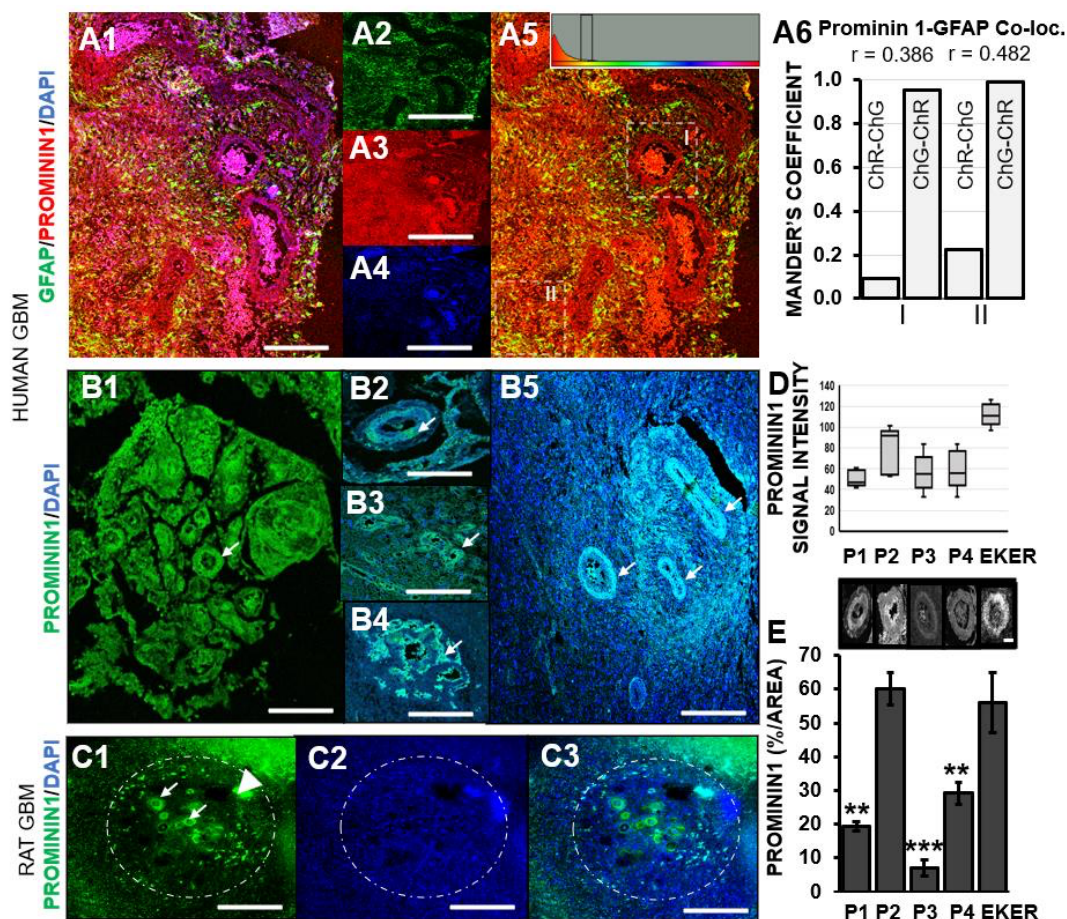 HUMAN GBM
GFAP/PROMININ1/DAPI
A1
A2
A3
A4
A5
I
II
A6 Prominin 1-GFAP Co-loc.
r = 0.386 r = 0.482
MANDER'S COEFFICIENT
1.0
0.8
0.6
0.4
0.2
0.0
ChR-ChG
ChG-ChR
ChR-ChG
ChG-ChR
I II
PROMININ1/DAPI
B1
B2
B3
B4
B5
RAT GBM
PROMININ1/DAPI
C1
C2
C3
D
PROMININ1
SIGNAL INTENSITY
140
120
100
80
60
40
20
0
P1 P2 P3 P4 EKER
E
PROMININ1 (%/AREA)
70
60
50
40
30
20
10
0
**
***
**
P1 P2 P3 P4 EKER